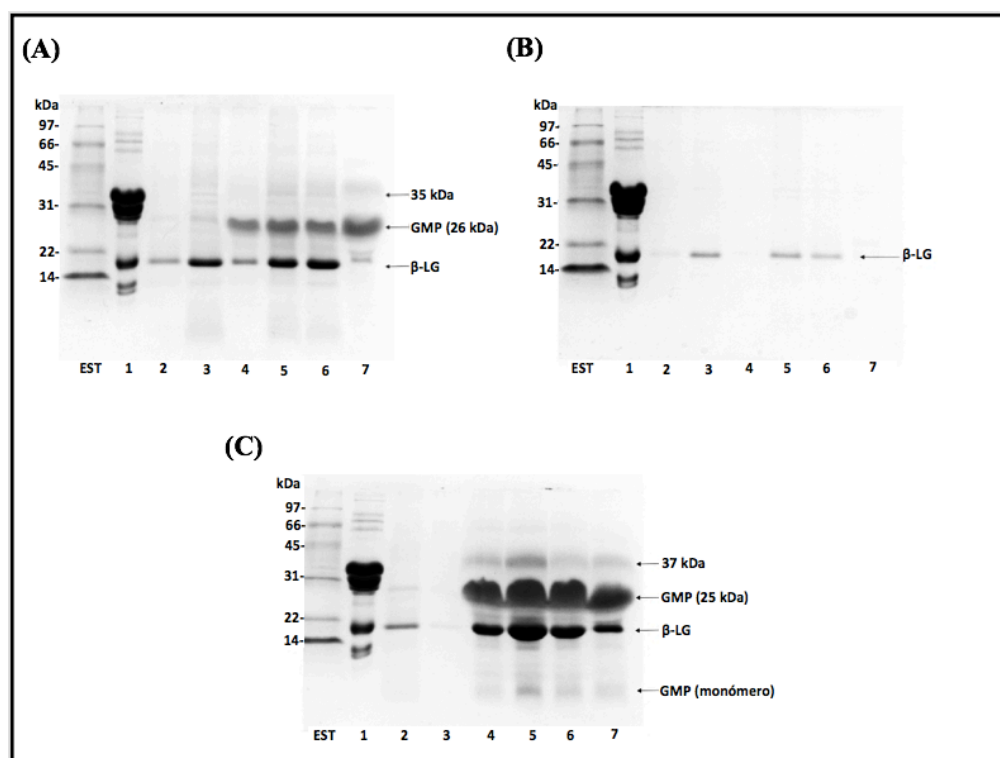 (A)
kDa
97-
66-
45-
31-
22-
14-
35 kDa
GMP (26 kDa)
β-LG
EST 1 2 3 4 5 6 7
(B)
kDa
97-
66-
45-
31-
22-
14-
β-LG
EST 1 2 3 4 5 6 7
(C)
kDa
97-
66-
45-
31-
22-
14-
37 kDa
GMP (25 kDa)
β-LG
GMP (monómero)
EST 1 2 3 4 5 6 7